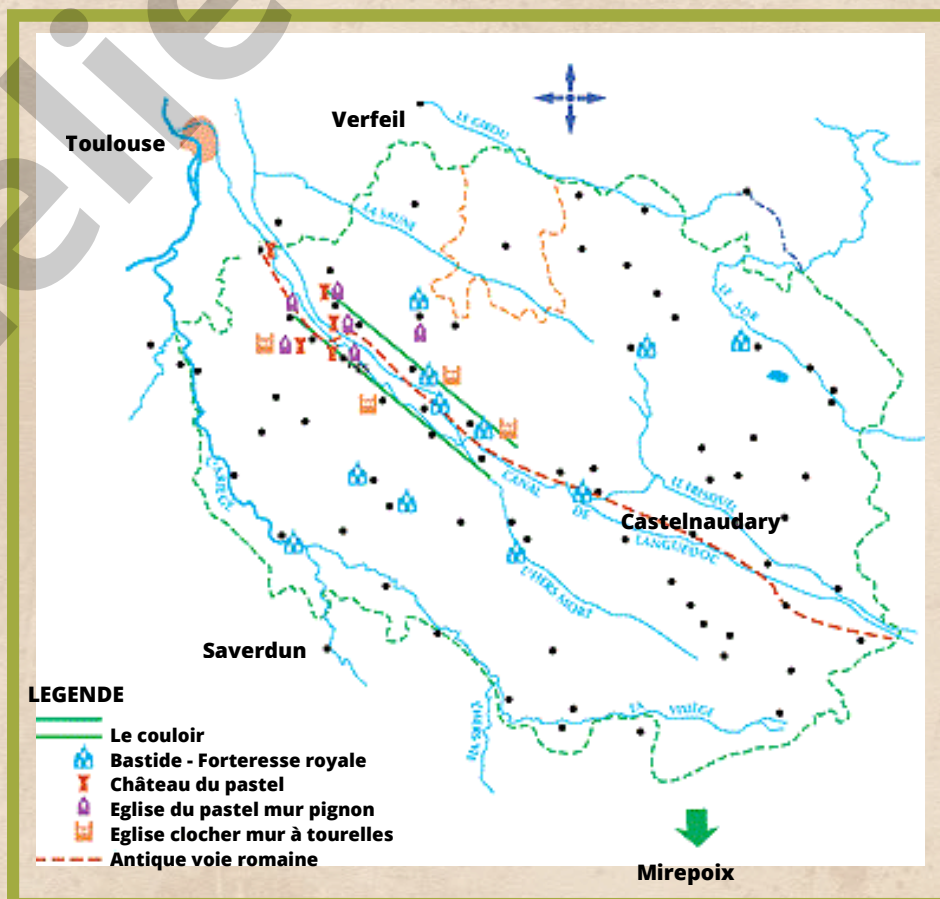 elie
Verfeil
Toulouse
LE GIROU
LA SAUNE
LE SOR
L'ARIEGE
CANAL
DE
LANGUEDOC
LE FRESQUEL
Castelnaudary
L'HERS MORT
Saverdun
LA VIXIEGE
Mirepoix
LEGENDE
Le couloir
Bastide - Forteresse royale
Château du pastel
Eglise du pastel mur pignon
Eglise clocher mur à tourelles
Antique voie romaine